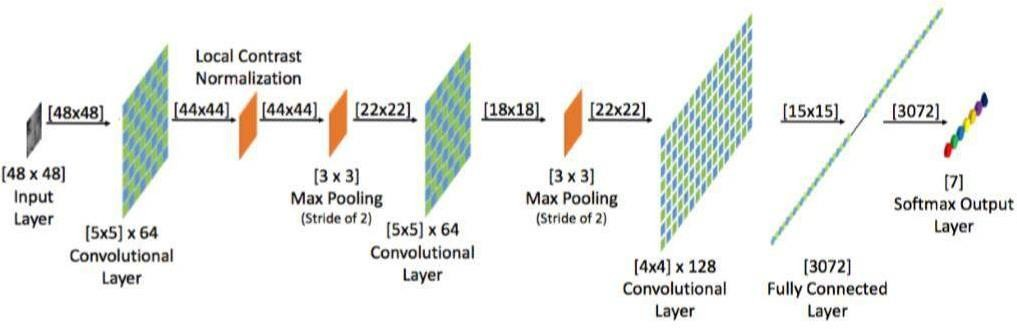 Local Contrast
Normalization
[48x48]
[44x44]
[44x44]
[22x22]
[18x18]
[22x22]
[15x15]
[3072]
[48 x 48]
Input
Layer
[5x5] x 64
Convolutional
Layer
[3 x 3]
Max Pooling
(Stride of 2)
[5x5] x 64
Convolutional
Layer
[3 x 3]
Max Pooling
(Stride of 2)
[4x4] x 128
Convolutional
Layer
[3072]
Fully Connected
Layer
[7]
Softmax Output
Layer